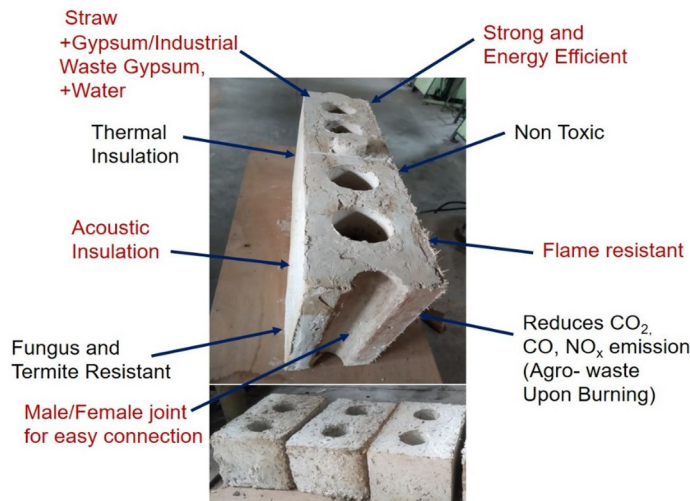 Straw
+Gypsum/Industrial
Waste Gypsum,
+Water
Strong and
Energy Efficient
Thermal
Insulation
Non Toxic
Acoustic
Insulation
Flame resistant
Fungus and
Termite Resistant
Reduces CO₂,
CO, NOₓ emission
(Agro- waste
Upon Burning)
Male/Female joint
for easy connection